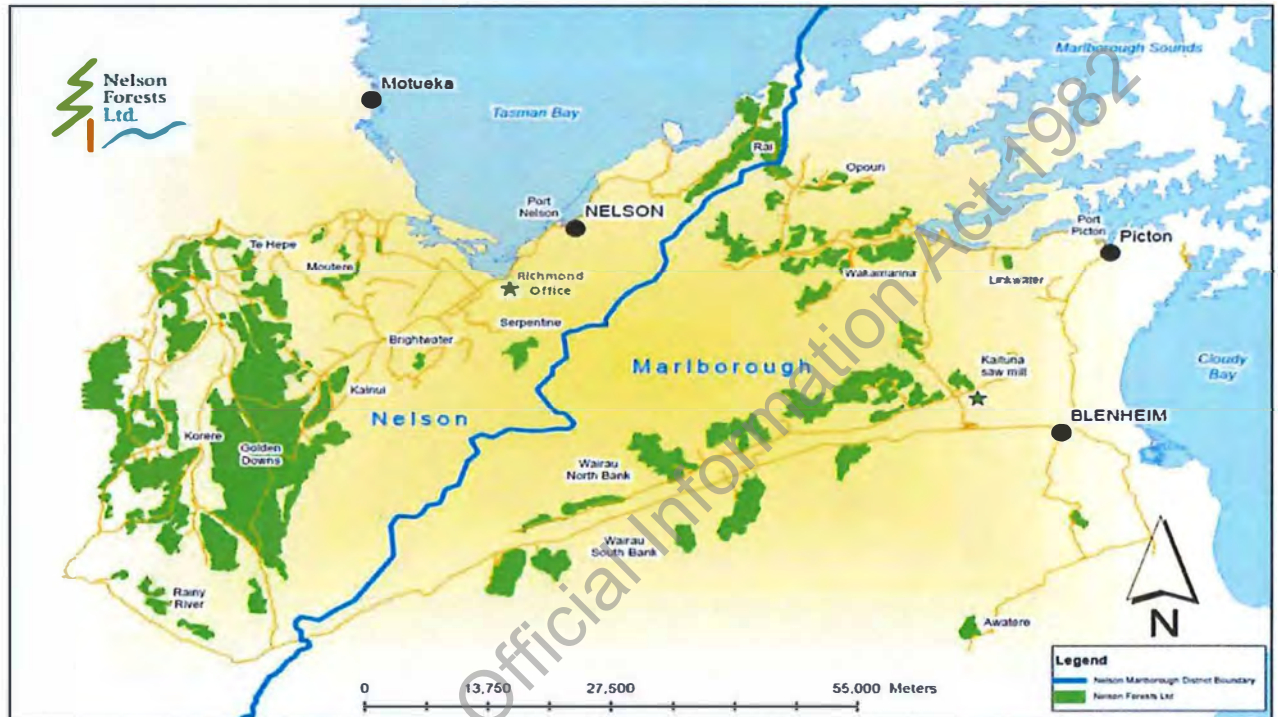 Nelson
Forests
Ltd.
Motueka
Tasman Bay
Marlborough Sounds
Rai
Opouri
Port
Nelson
NELSON
Port
Picton
Picton
Te Hepe
Moutere
Richmond
Office
Wakamarina
Linkwater
Brightwater
Serpentine
Marlborough
Kaituna
saw mill
Cloudy
Bay
Kainui
Nelson
BLENHEIM
Korere
Golden
Downs
Wairau
North Bank
Wairau
South Bank
Rainy
River
Awatere
N
0 13,750 27,500 55,000 Meters
Legend
Nelson Marlborough District Boundary
Nelson Forests Ltd
Official Information Act 1982